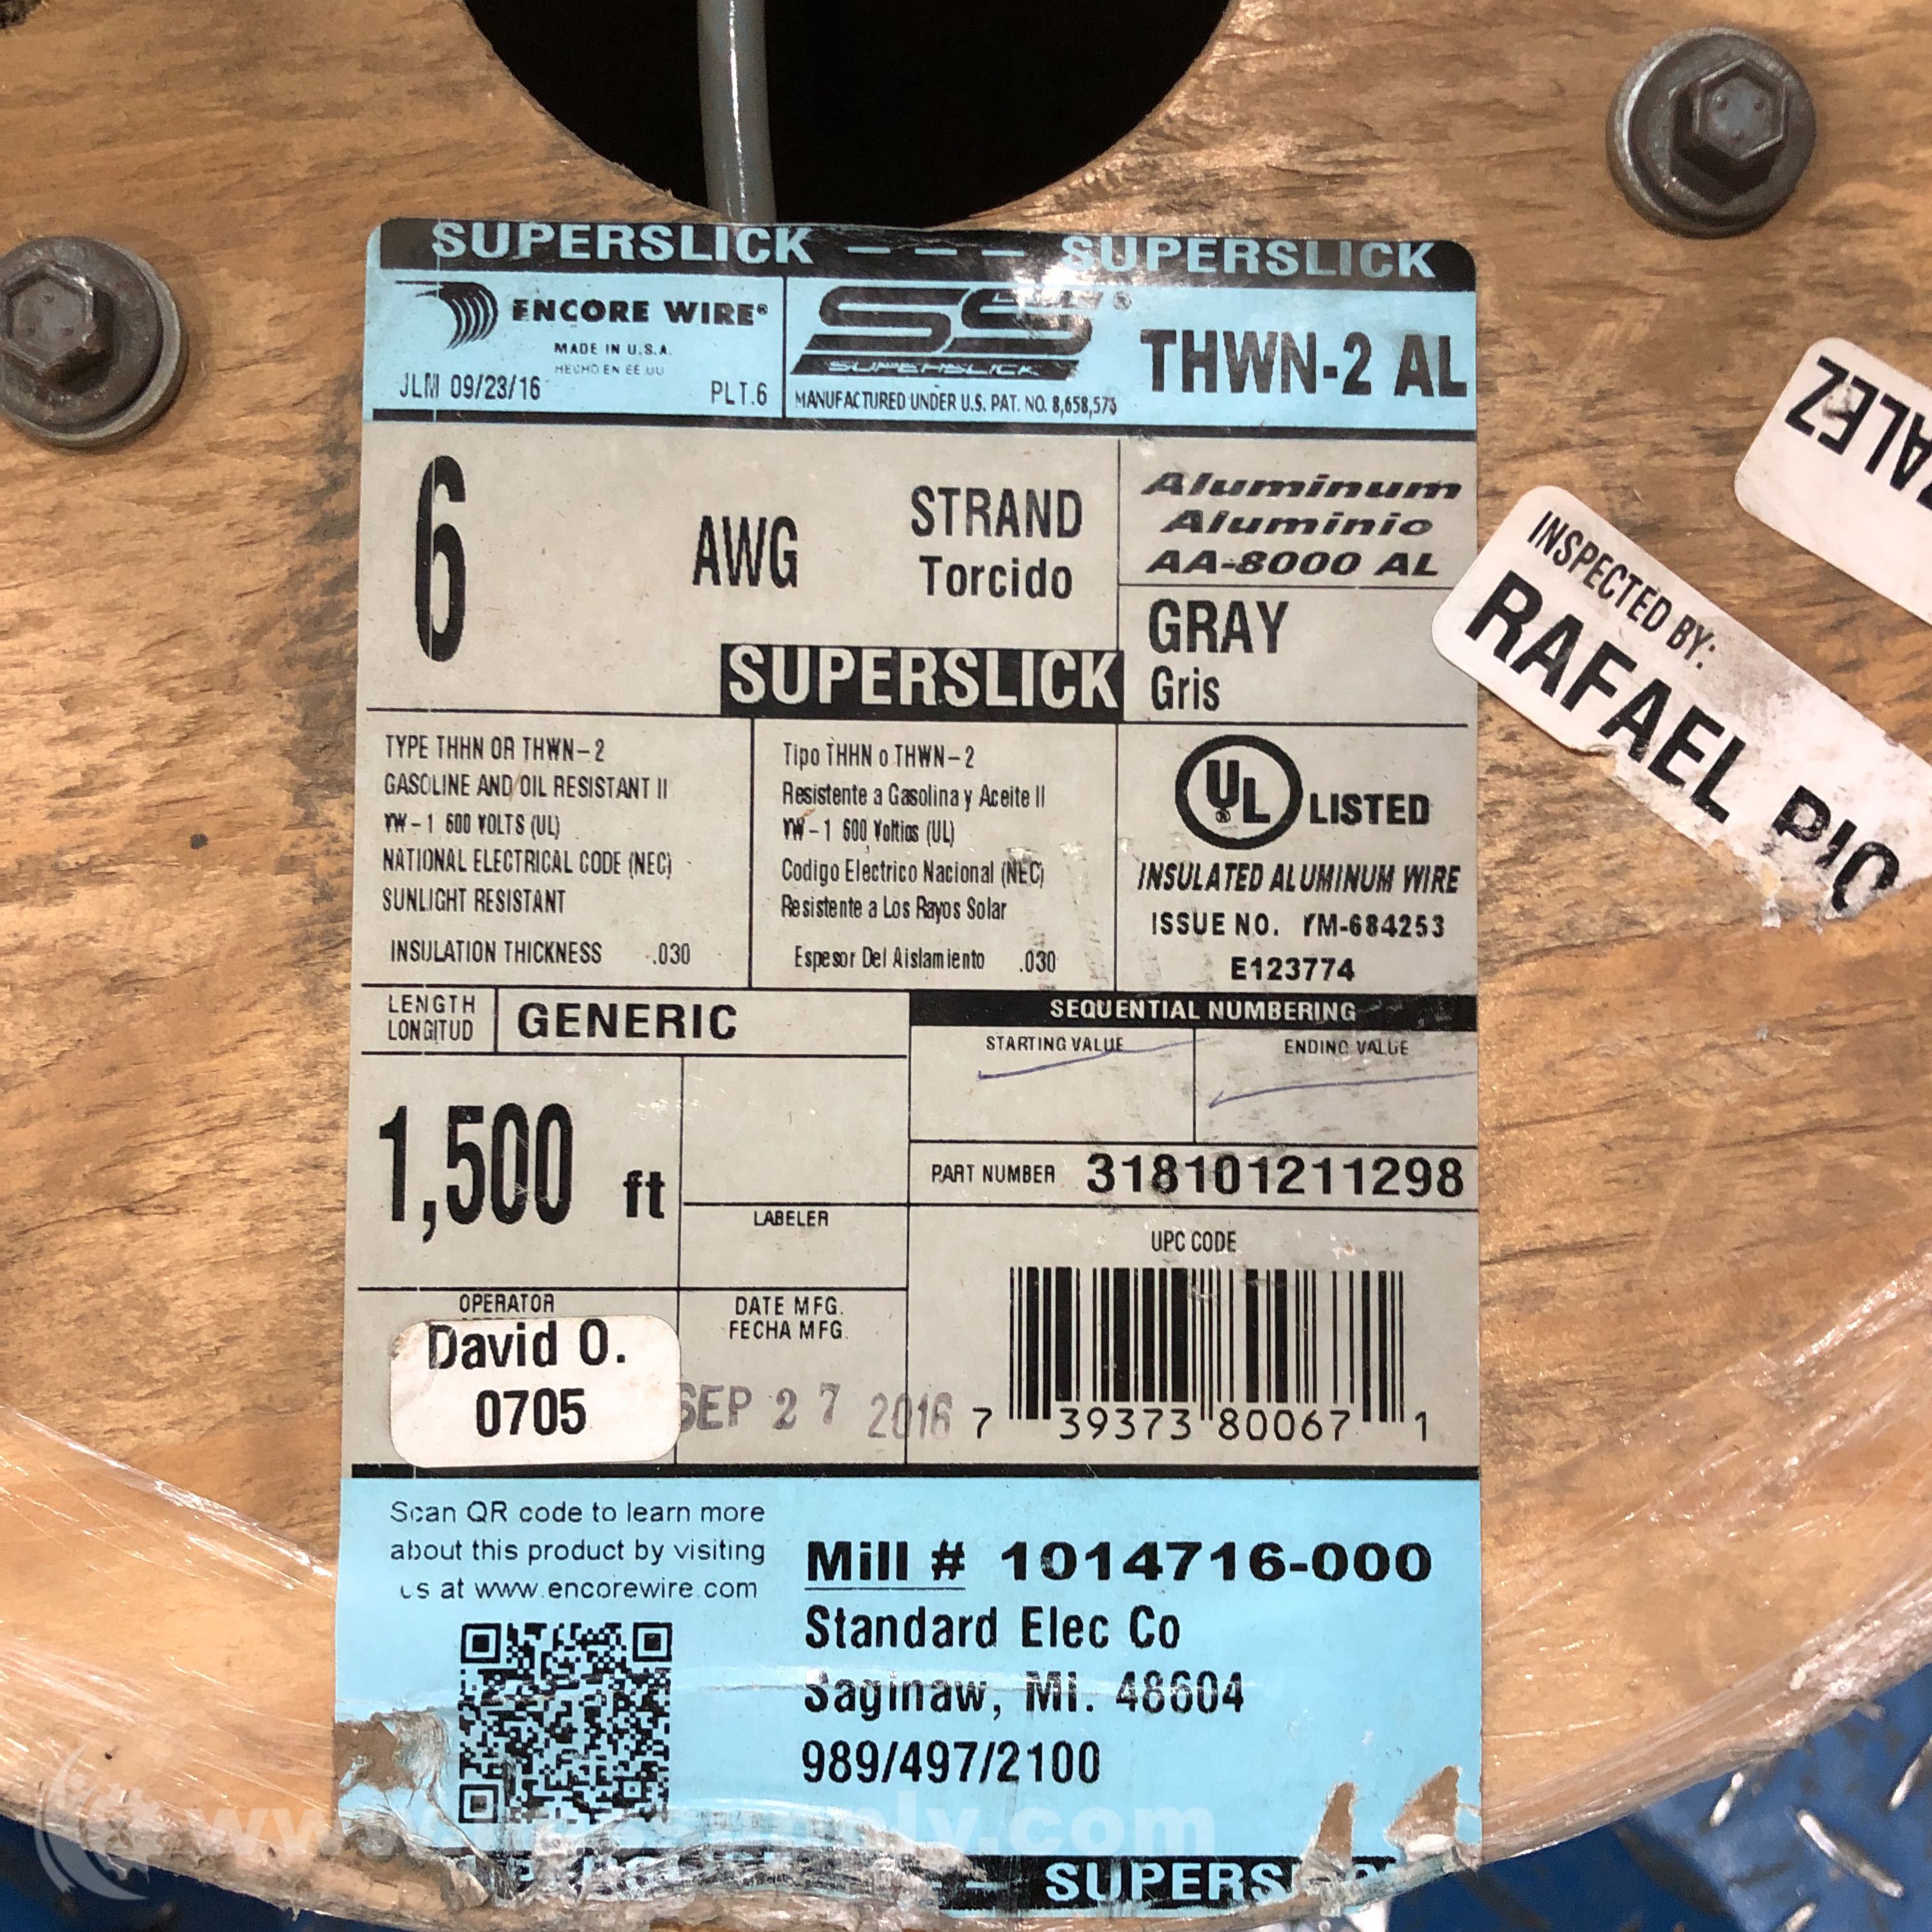 SUPERSLICK - - - SUPERSLICK
ENCORE WIRE®
MADE IN U.S.A.
HECHO EN EE.UU
JLM 09/23/16 PLT.6
SS®
SUPERSLICK
MANUFACTURED UNDER U.S. PAT. NO. 8,658,573
THWN-2 AL
6 AWG
STRAND
Torcido
SUPERSLICK
Aluminum
Aluminio
AA-8000 AL
GRAY
Gris
TYPE THHN OR THWN-2
GASOLINE AND OIL RESISTANT II
VW-1 600 VOLTS (UL)
NATIONAL ELECTRICAL CODE (NEC)
SUNLIGHT RESISTANT
INSULATION THICKNESS .030
Tipo THHN o THWN-2
Resistente a Gasolina y Aceite II
VW-1 600 Voltios (UL)
Codigo Electrico Nacional (NEC)
Resistente a Los Rayos Solar
Espesor Del Aislamiento .030
UL® LISTED
INSULATED ALUMINUM WIRE
ISSUE NO. YM-684253
E123774
LENGTH
LONGITUD
GENERIC
1,500 ft
LABELER
SEQUENTIAL NUMBERING
STARTING VALUE
ENDING VALUE
PART NUMBER 318101211298
UPC CODE
7 39373 80067 1
OPERATOR
David O.
0705
DATE MFG.
FECHA MFG.
SEP 27 2016
Scan QR code to learn more
about this product by visiting
us at www.encorewire.com
Mill # 1014716-000
Standard Elec Co
Saginaw, MI. 48604
989/497/2100
INSPECTED BY:
RAFAEL